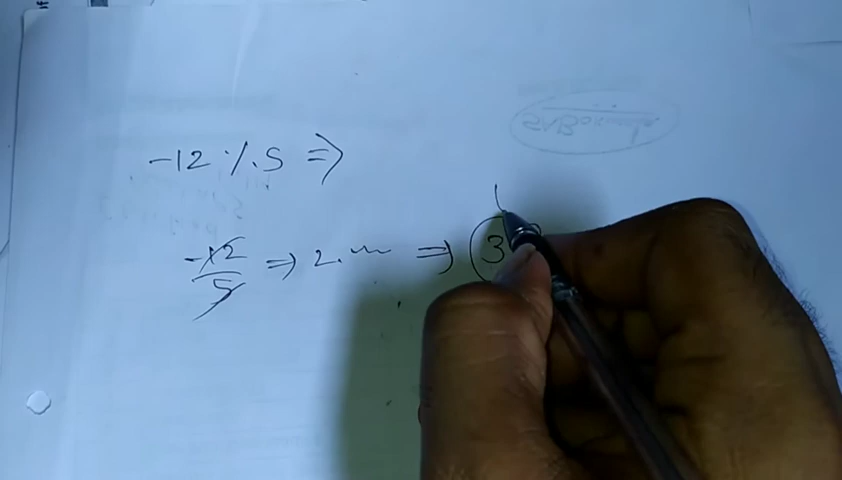 -12 % 5 ⇒
-12/5 ⇒ 2. ⇒ 3